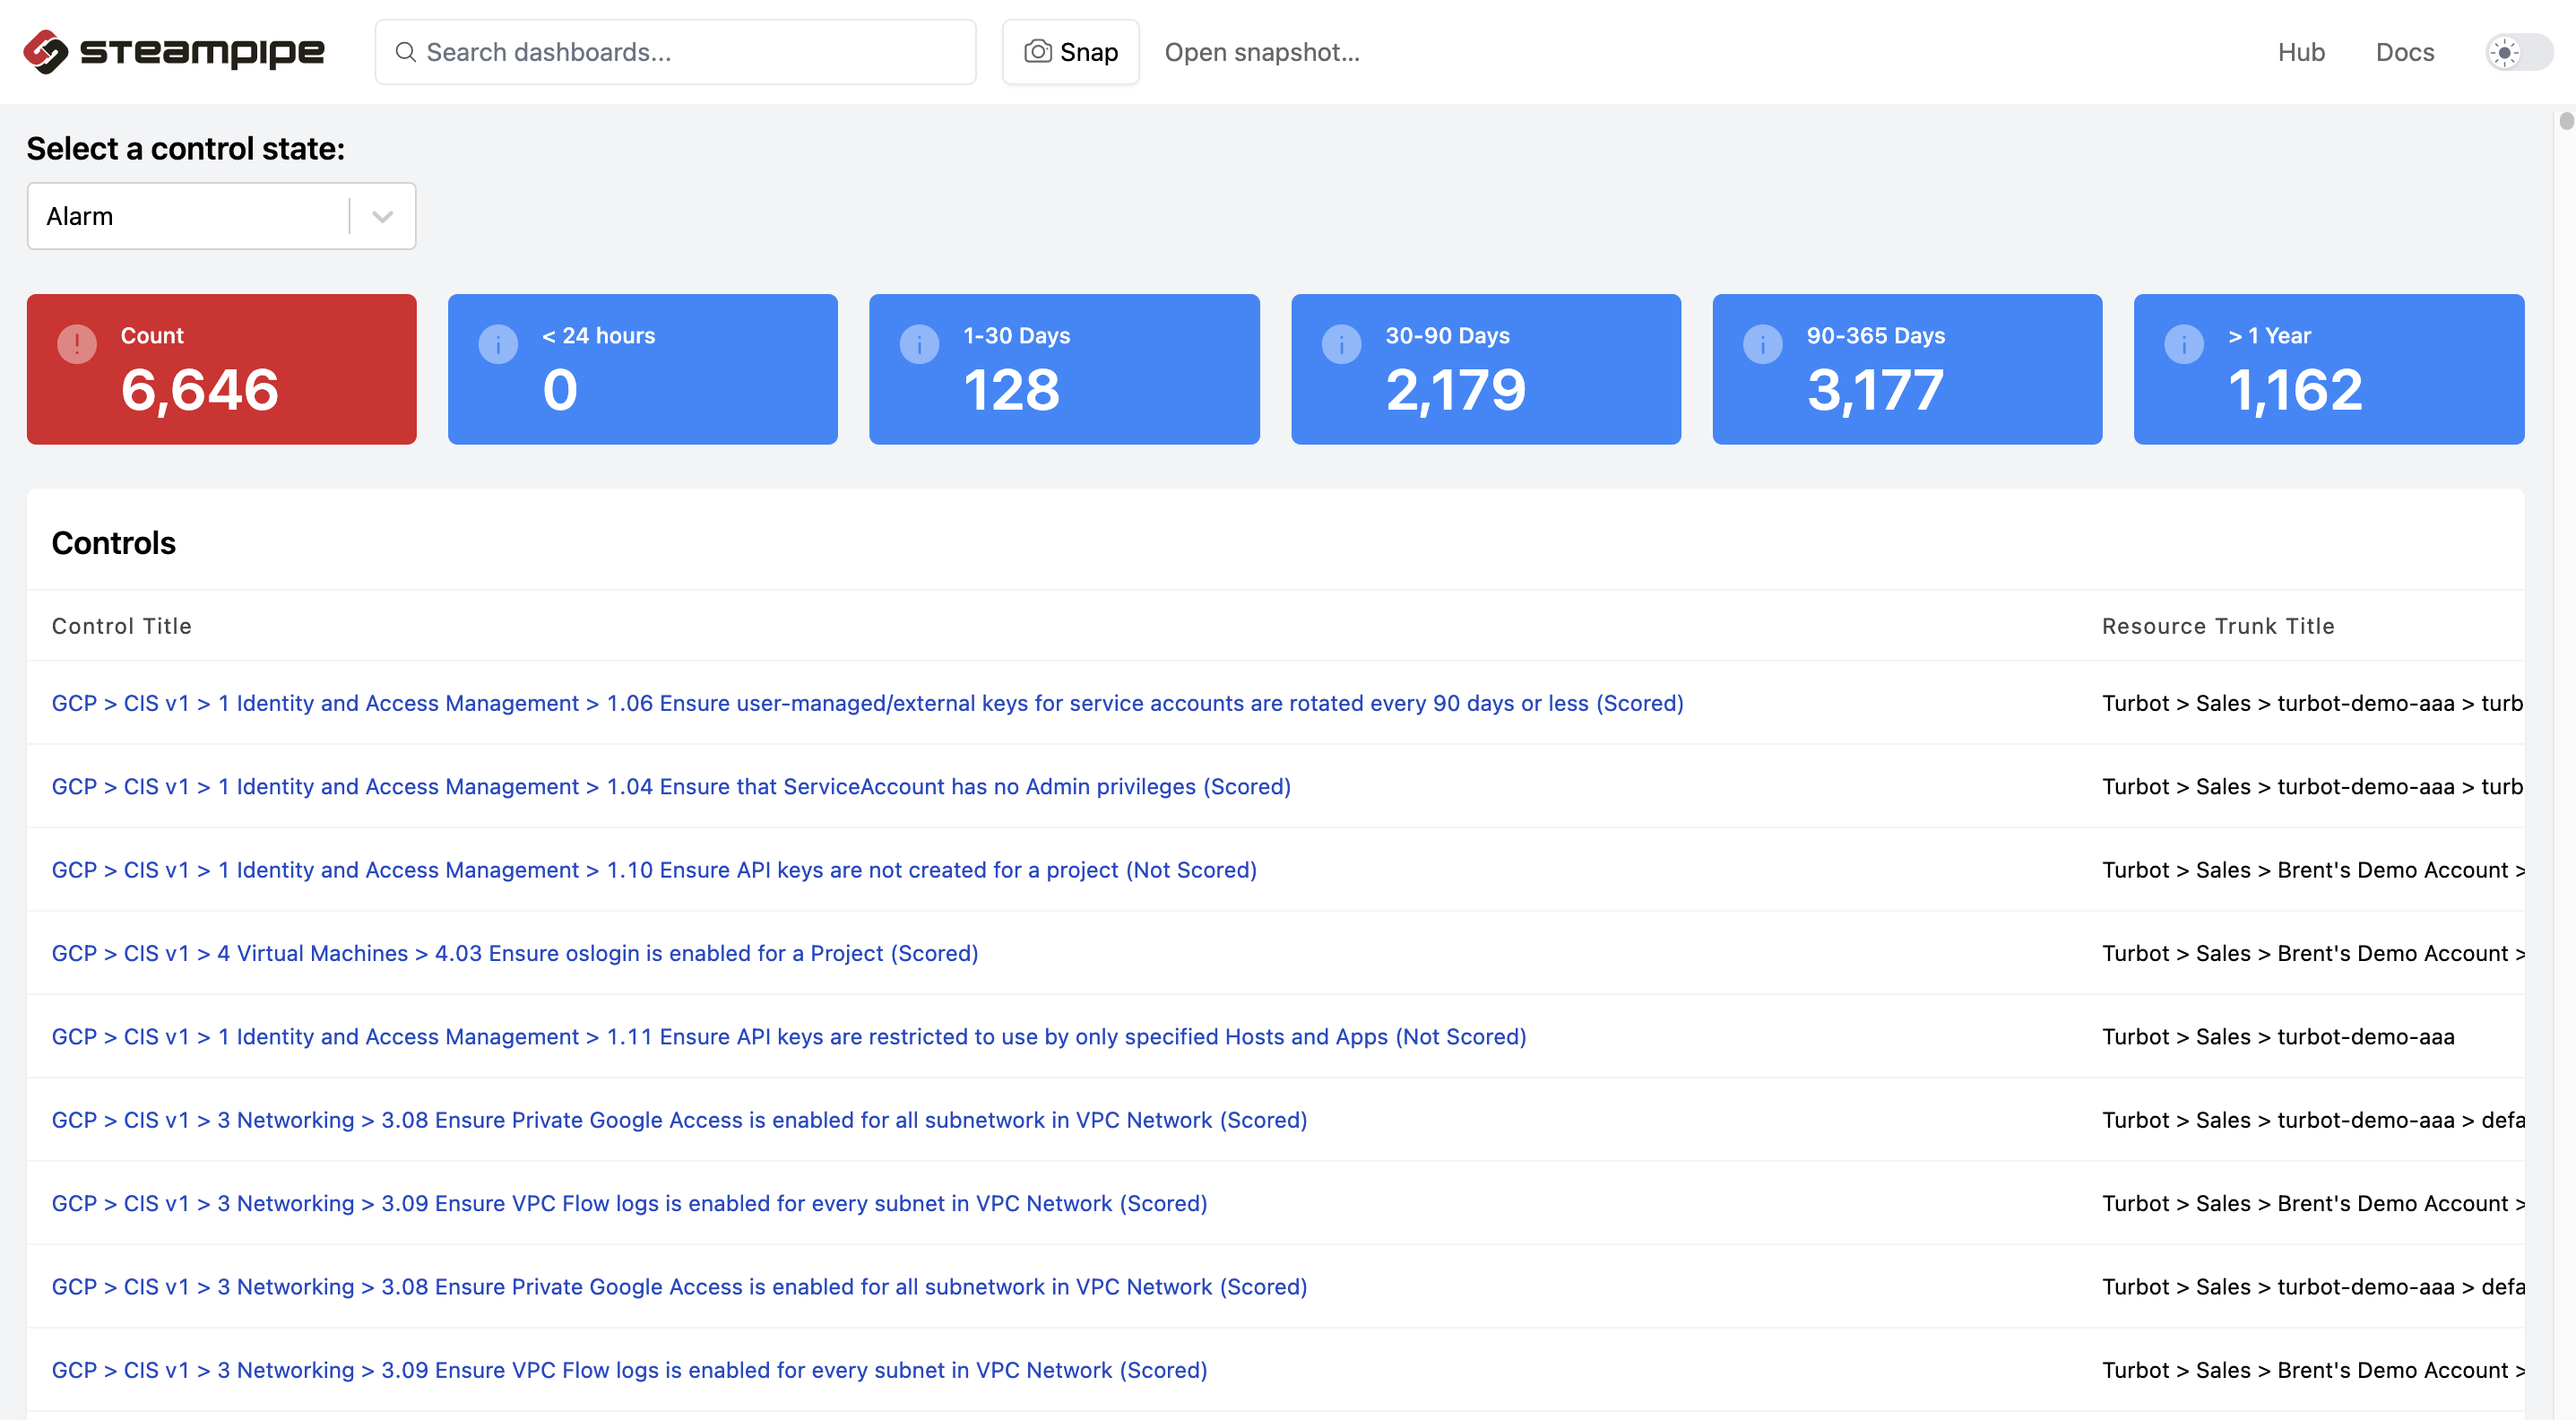 steampipe
Search dashboards...
Snap
Open snapshot...
Hub
Docs
Select a control state:
Alarm
Count
6,646
< 24 hours
0
1-30 Days
128
30-90 Days
2,179
90-365 Days
3,177
> 1 Year
1,162
Controls
Control Title
Resource Trunk Title
GCP > CIS v1 > 1 Identity and Access Management > 1.06 Ensure user-managed/external keys for service accounts are rotated every 90 days or less (Scored)
Turbot > Sales > turbot-demo-aaa > turb
GCP > CIS v1 > 1 Identity and Access Management > 1.04 Ensure that ServiceAccount has no Admin privileges (Scored)
Turbot > Sales > turbot-demo-aaa > turb
GCP > CIS v1 > 1 Identity and Access Management > 1.10 Ensure API keys are not created for a project (Not Scored)
Turbot > Sales > Brent's Demo Account >
GCP > CIS v1 > 4 Virtual Machines > 4.03 Ensure oslogin is enabled for a Project (Scored)
Turbot > Sales > Brent's Demo Account >
GCP > CIS v1 > 1 Identity and Access Management > 1.11 Ensure API keys are restricted to use by only specified Hosts and Apps (Not Scored)
Turbot > Sales > turbot-demo-aaa
GCP > CIS v1 > 3 Networking > 3.08 Ensure Private Google Access is enabled for all subnetwork in VPC Network (Scored)
Turbot > Sales > turbot-demo-aaa > defa
GCP > CIS v1 > 3 Networking > 3.09 Ensure VPC Flow logs is enabled for every subnet in VPC Network (Scored)
Turbot > Sales > Brent's Demo Account >
GCP > CIS v1 > 3 Networking > 3.08 Ensure Private Google Access is enabled for all subnetwork in VPC Network (Scored)
Turbot > Sales > turbot-demo-aaa > defa
GCP > CIS v1 > 3 Networking > 3.09 Ensure VPC Flow logs is enabled for every subnet in VPC Network (Scored)
Turbot > Sales > Brent's Demo Account >